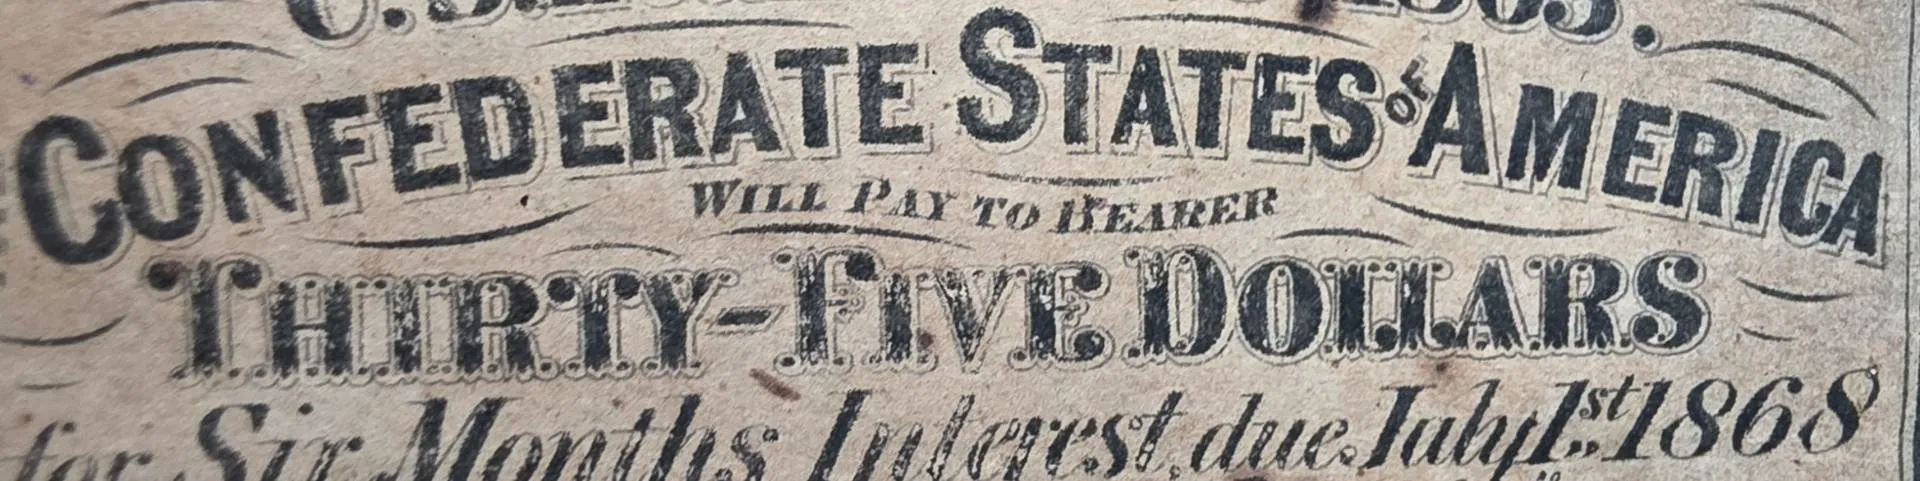 1863.
CONFEDERATE STATES OF AMERICA
WILL PAY TO BEARER
THIRTY-FIVE DOLLARS
for Six Months Interest, due July 1st 1868